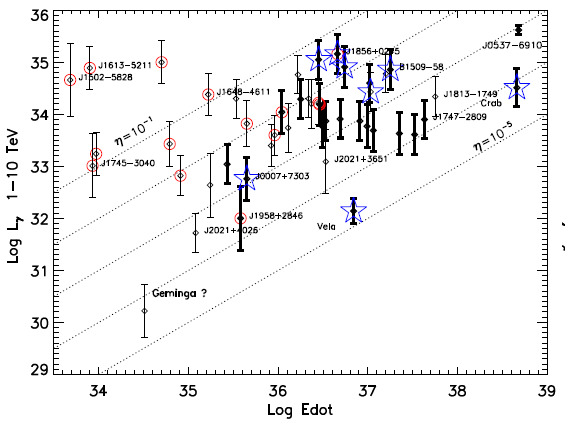 36
35
34
33
32
31
30
29
Log Lγ 1−10 TeV
J1613−5211
J1502−5828
J1856+0245
J0537−6910
B1509−58
J1648−4611
J1813−1749
Crab
η=10⁻¹
J1747−2809
η=10⁻⁵
J1745−3040
J2021+3651
J0007+7303
J1958+2846
J2021+4026
Vela
Geminga ?
34
35
36
37
38
39
Log Edot